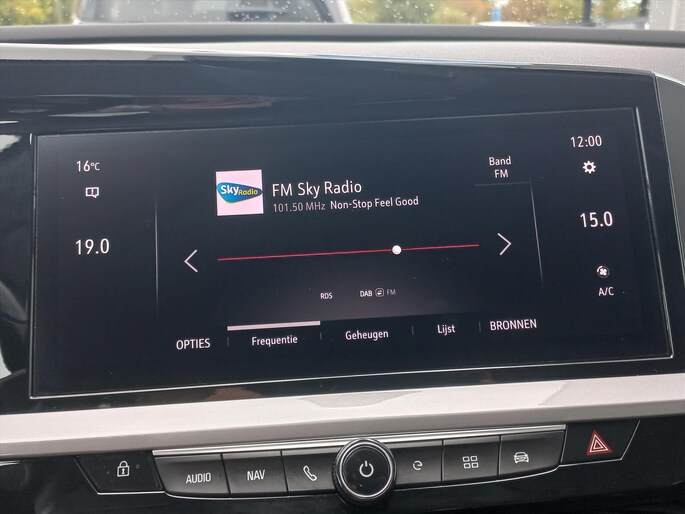 16°C
12:00
Band
FM
Sky Radio
FM Sky Radio
101.50 MHz Non-Stop Feel Good
19.0
15.0
RDS
DAB FM
A/C
OPTIES
Frequentie
Geheugen
Lijst
BRONNEN
AUDIO
NAV